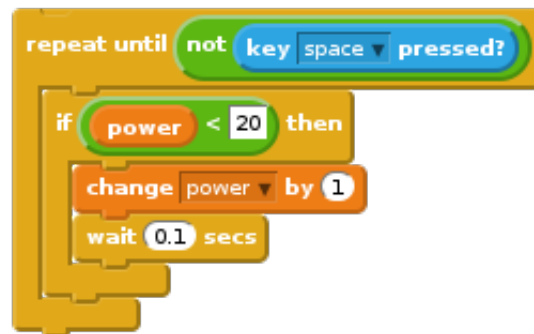 repeat until not key space pressed?
if power < 20 then
change power by 1
wait 0.1 secs